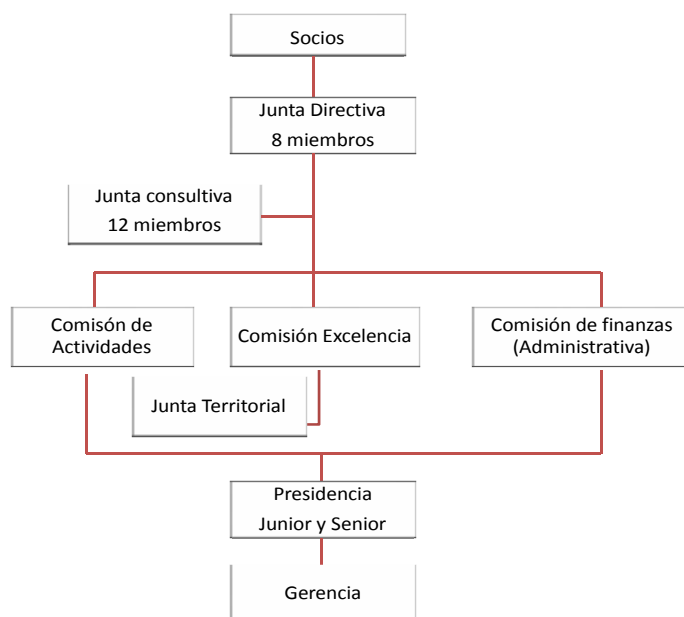 Socios
Junta Directiva
8 miembros
Junta consultiva
12 miembros
Comisón de
Actividades
Comisión Excelencia
Comisión de finanzas
(Administrativa)
Junta Territorial
Presidencia
Junior y Senior
Gerencia